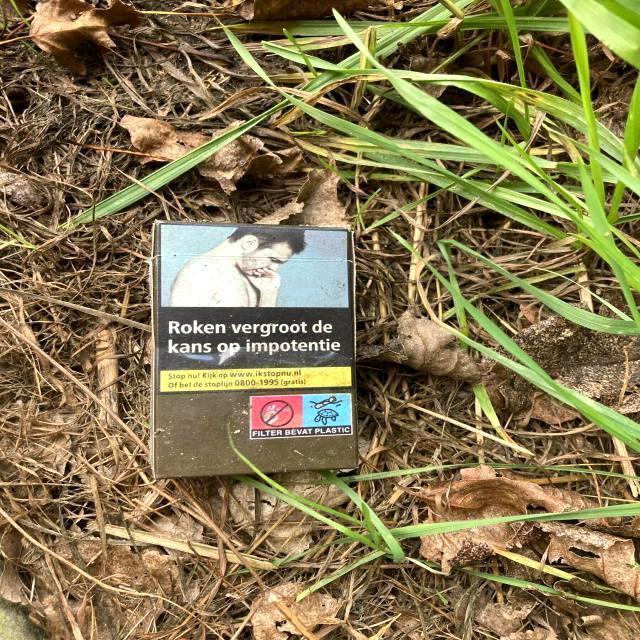 Roken vergroot de
kans op impotentie
Stop nu! Kijk op www.ikstopnu.nl
Of bel de stoplijn 0800-1995 (gratis)
FILTER BEVAT PLASTIC